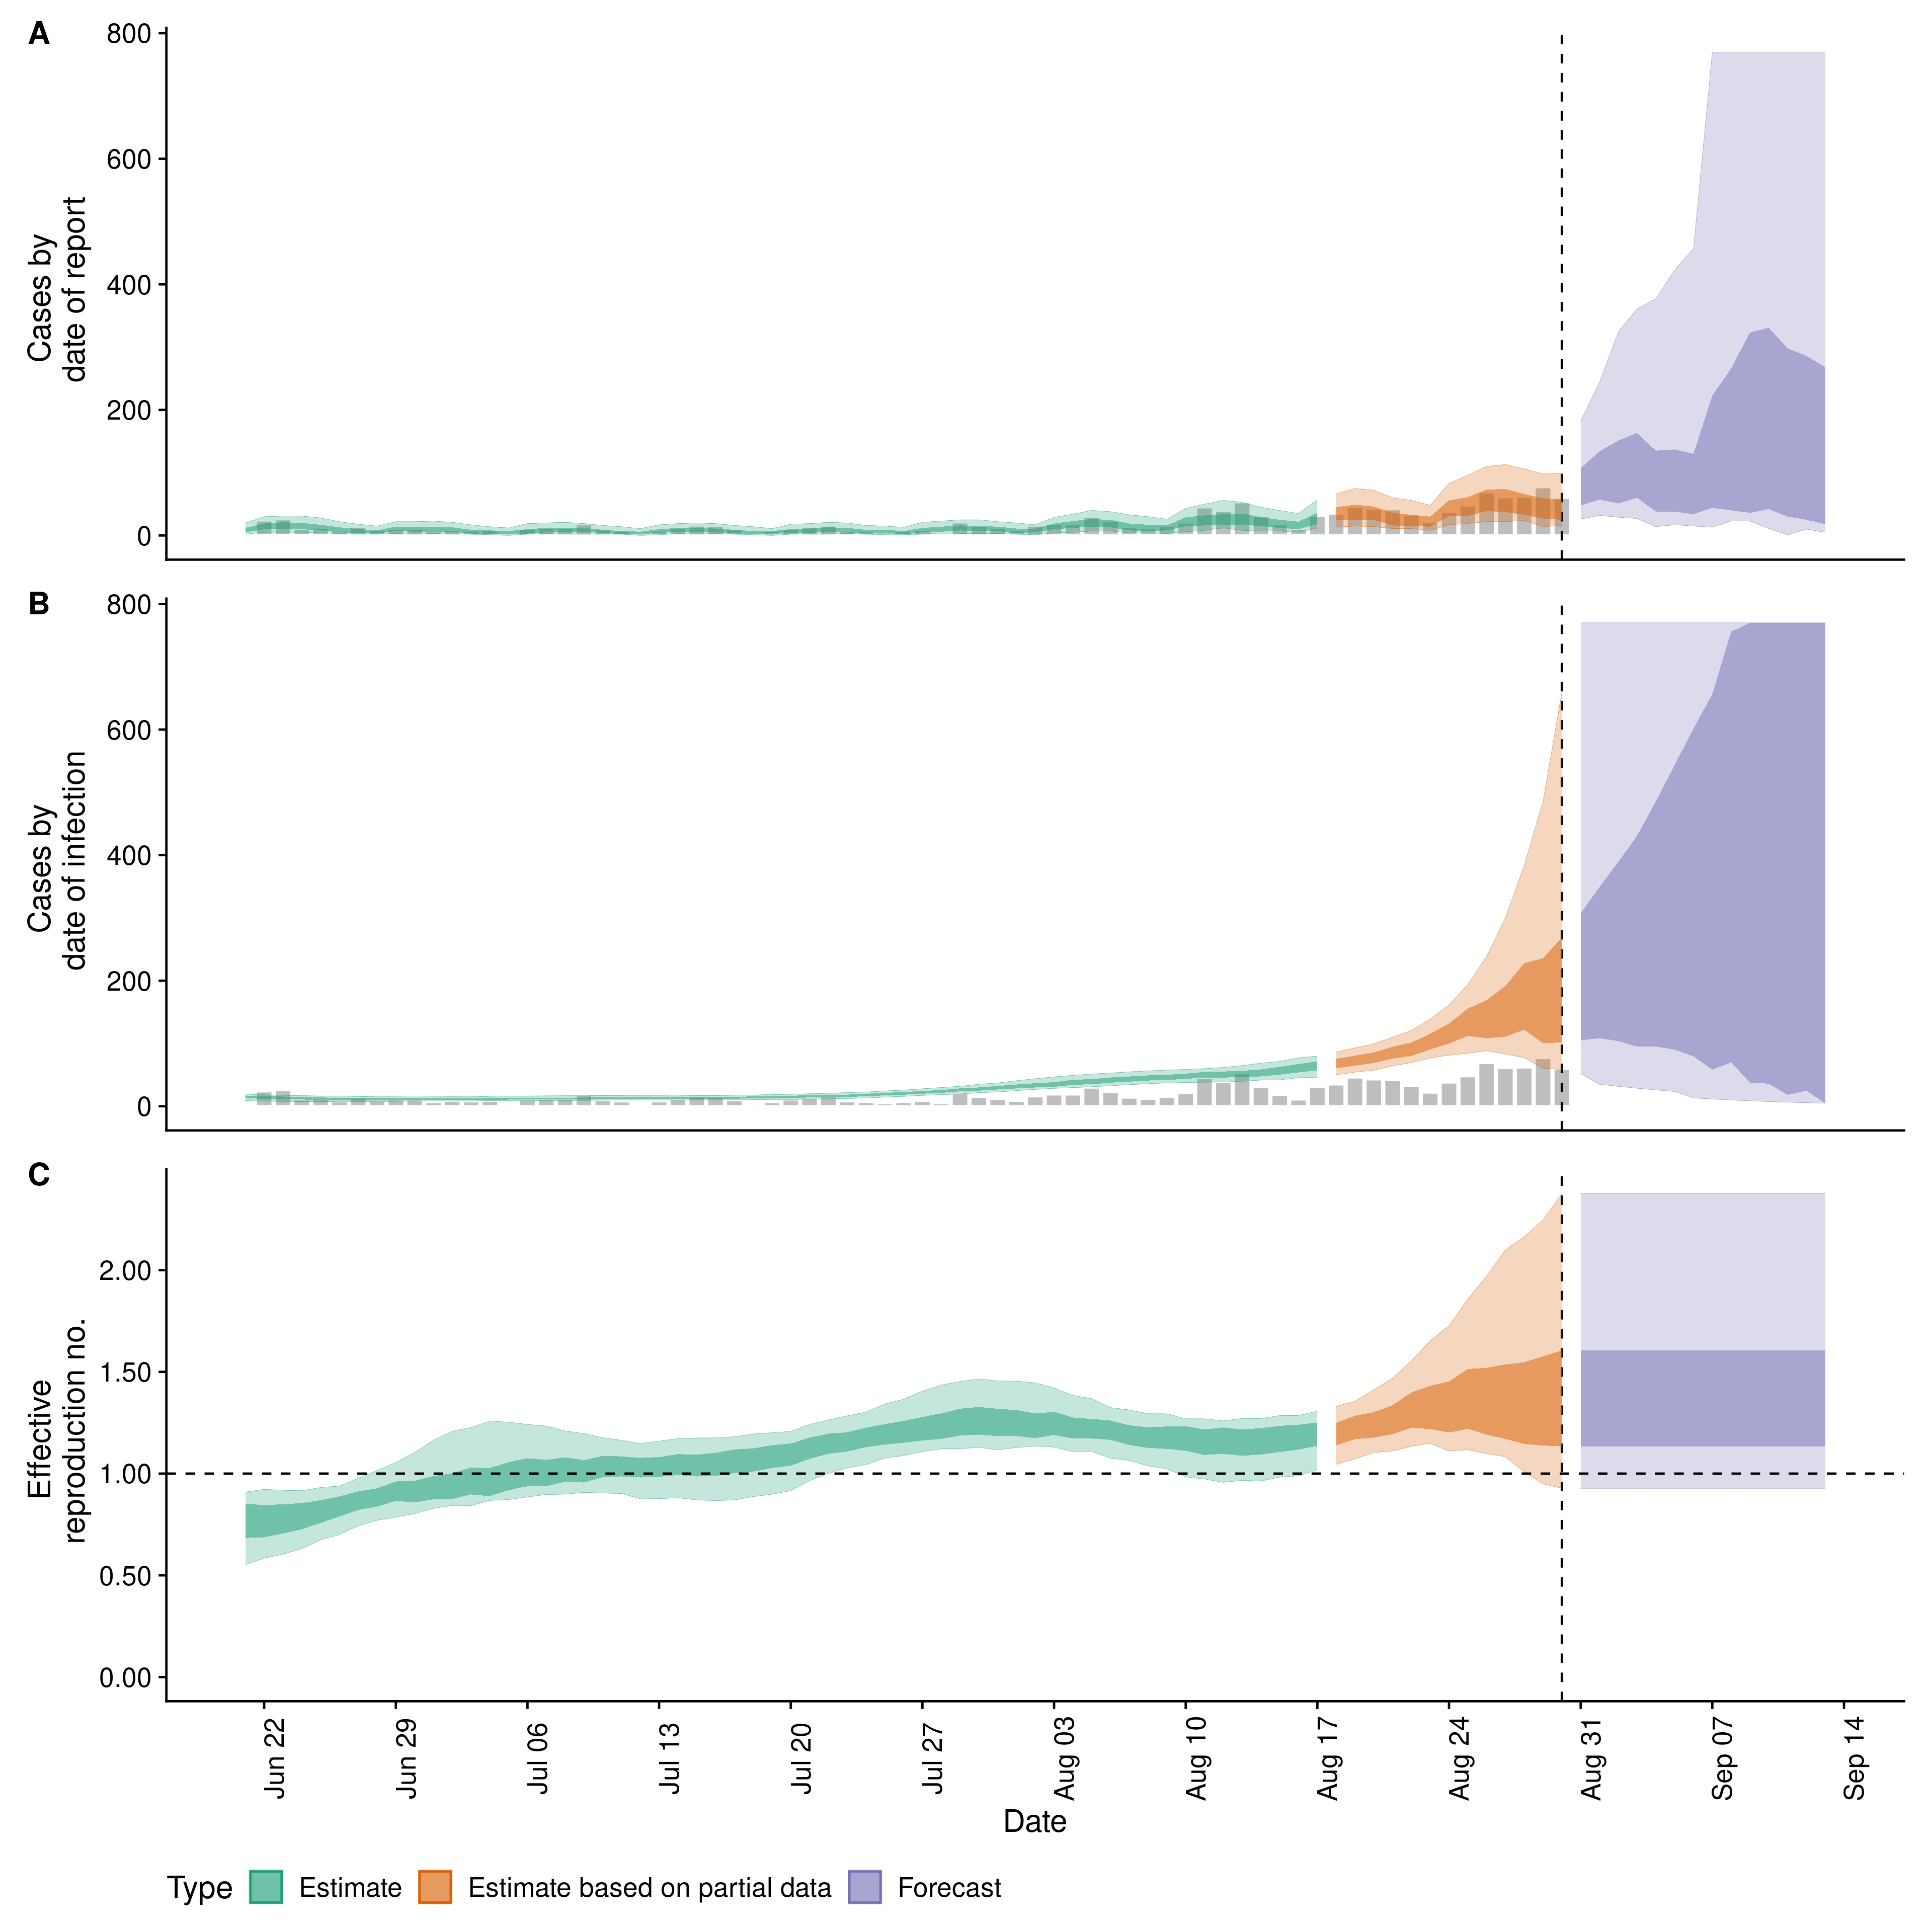 A
800
600
400
200
0
Cases by
date of report
B
800
600
400
200
0
Cases by
date of infection
C
2.00
1.50
1.00
0.50
0.00
Effective
reproduction no.
Jun 22
Jun 29
Jul 06
Jul 13
Jul 20
Jul 27
Aug 03
Aug 10
Aug 17
Aug 24
Aug 31
Sep 07
Sep 14
Date
Type Estimate Estimate based on partial data Forecast